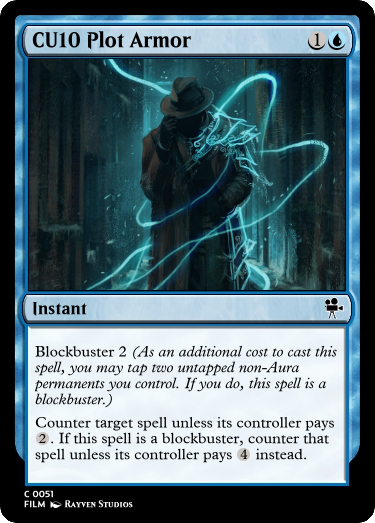 CU10 Plot Armor 1
Instant
Blockbuster 2 (As an additional cost to cast this
spell, you may tap two untapped non-Aura
permanents you control. If you do, this spell is a
blockbuster.)
Counter target spell unless its controller pays
2. If this spell is a blockbuster, counter that
spell unless its controller pays 4 instead.
C 0051
FILM Rayven Studios